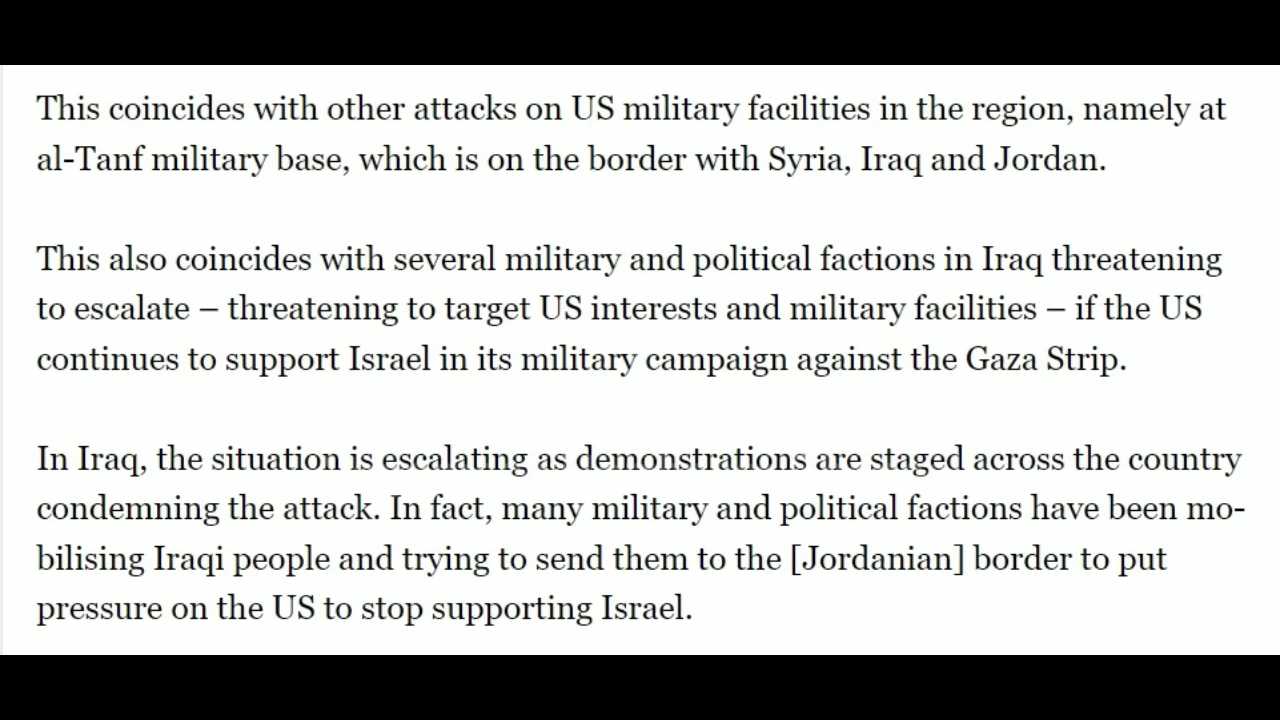 This coincides with other attacks on US military facilities in the region, namely at
al-Tanf military base, which is on the border with Syria, Iraq and Jordan.
This also coincides with several military and political factions in Iraq threatening
to escalate – threatening to target US interests and military facilities – if the US
continues to support Israel in its military campaign against the Gaza Strip.
In Iraq, the situation is escalating as demonstrations are staged across the country
condemning the attack. In fact, many military and political factions have been mo-
bilising Iraqi people and trying to send them to the [Jordanian] border to put
pressure on the US to stop supporting Israel.